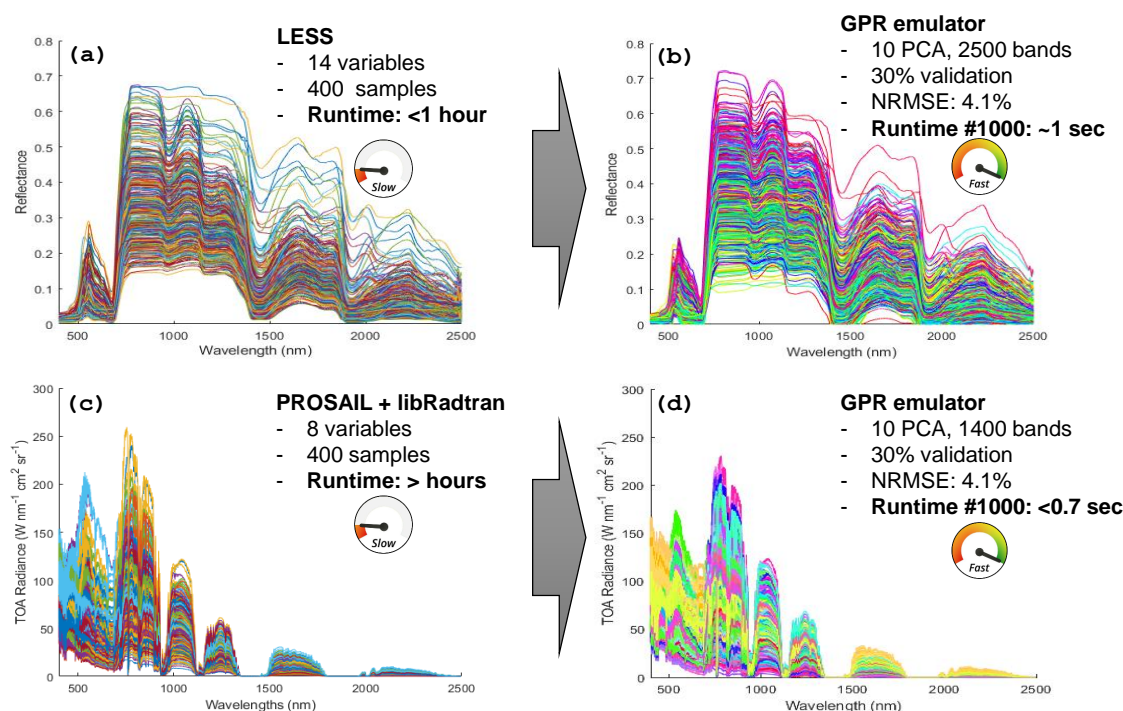 (a)
LESS
- 14 variables
- 400 samples
- Runtime: <1 hour
Slow
0.8
0.7
0.6
0.5
0.4
0.3
0.2
0.1
0
Reflectance
500 1000 1500 2000 2500
Wavelength (nm)
(b)
GPR emulator
- 10 PCA, 2500 bands
- 30% validation
- NRMSE: 4.1%
- Runtime #1000: ~1 sec
Fast
0.8
0.7
0.6
0.5
0.4
0.3
0.2
0.1
0
Reflectance
500 1000 1500 2000 2500
Wavelength (nm)
(c)
PROSAIL + libRadtran
- 8 variables
- 400 samples
- Runtime: > hours
Slow
300
250
200
150
100
50
0
TOA Radiance (W nm⁻¹ cm² sr⁻¹)
500 1000 1500 2000 2500
Wavelengths (nm)
(d)
GPR emulator
- 10 PCA, 1400 bands
- 30% validation
- NRMSE: 4.1%
- Runtime #1000: <0.7 sec
Fast
300
250
200
150
100
50
0
TOA Radiance (W nm⁻¹ cm² sr⁻¹)
500 1000 1500 2000 2500
Wavelength (nm)